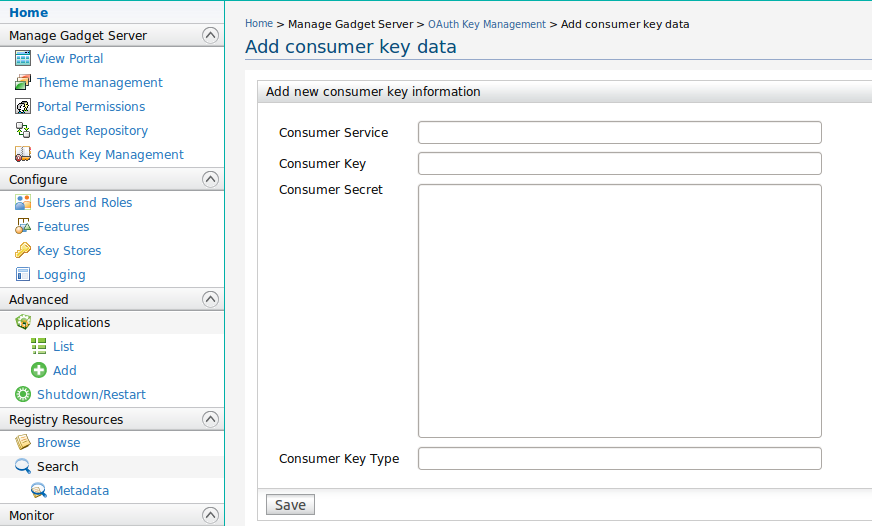 Home
Manage Gadget Server
View Portal
Theme management
Portal Permissions
Gadget Repository
OAuth Key Management
Configure
Users and Roles
Features
Key Stores
Logging
Advanced
Applications
List
Add
Shutdown/Restart
Registry Resources
Browse
Search
Metadata
Monitor
Home > Manage Gadget Server > OAuth Key Management > Add consumer key data
Add consumer key data
Add new consumer key information
Consumer Service
Consumer Key
Consumer Secret
Consumer Key Type
Save